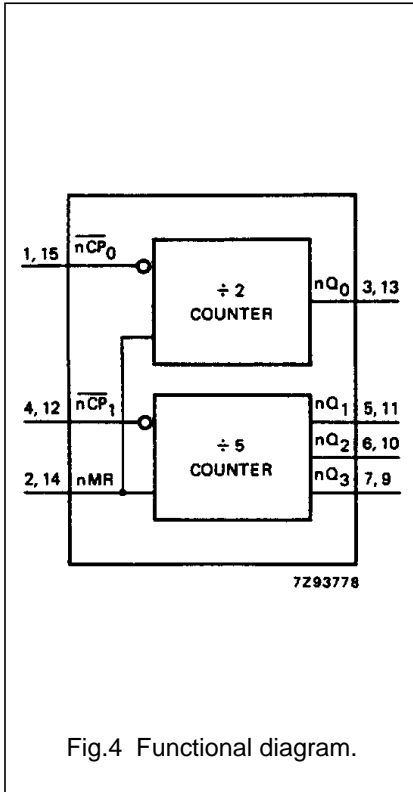 1, 15 nCP0
÷ 2
COUNTER
nQ0 3, 13
4, 12 nCP1
÷ 5
COUNTER
nQ1 5, 11
nQ2 6, 10
nQ3 7, 9
2, 14 nMR
7Z93778
Fig.4 Functional diagram.